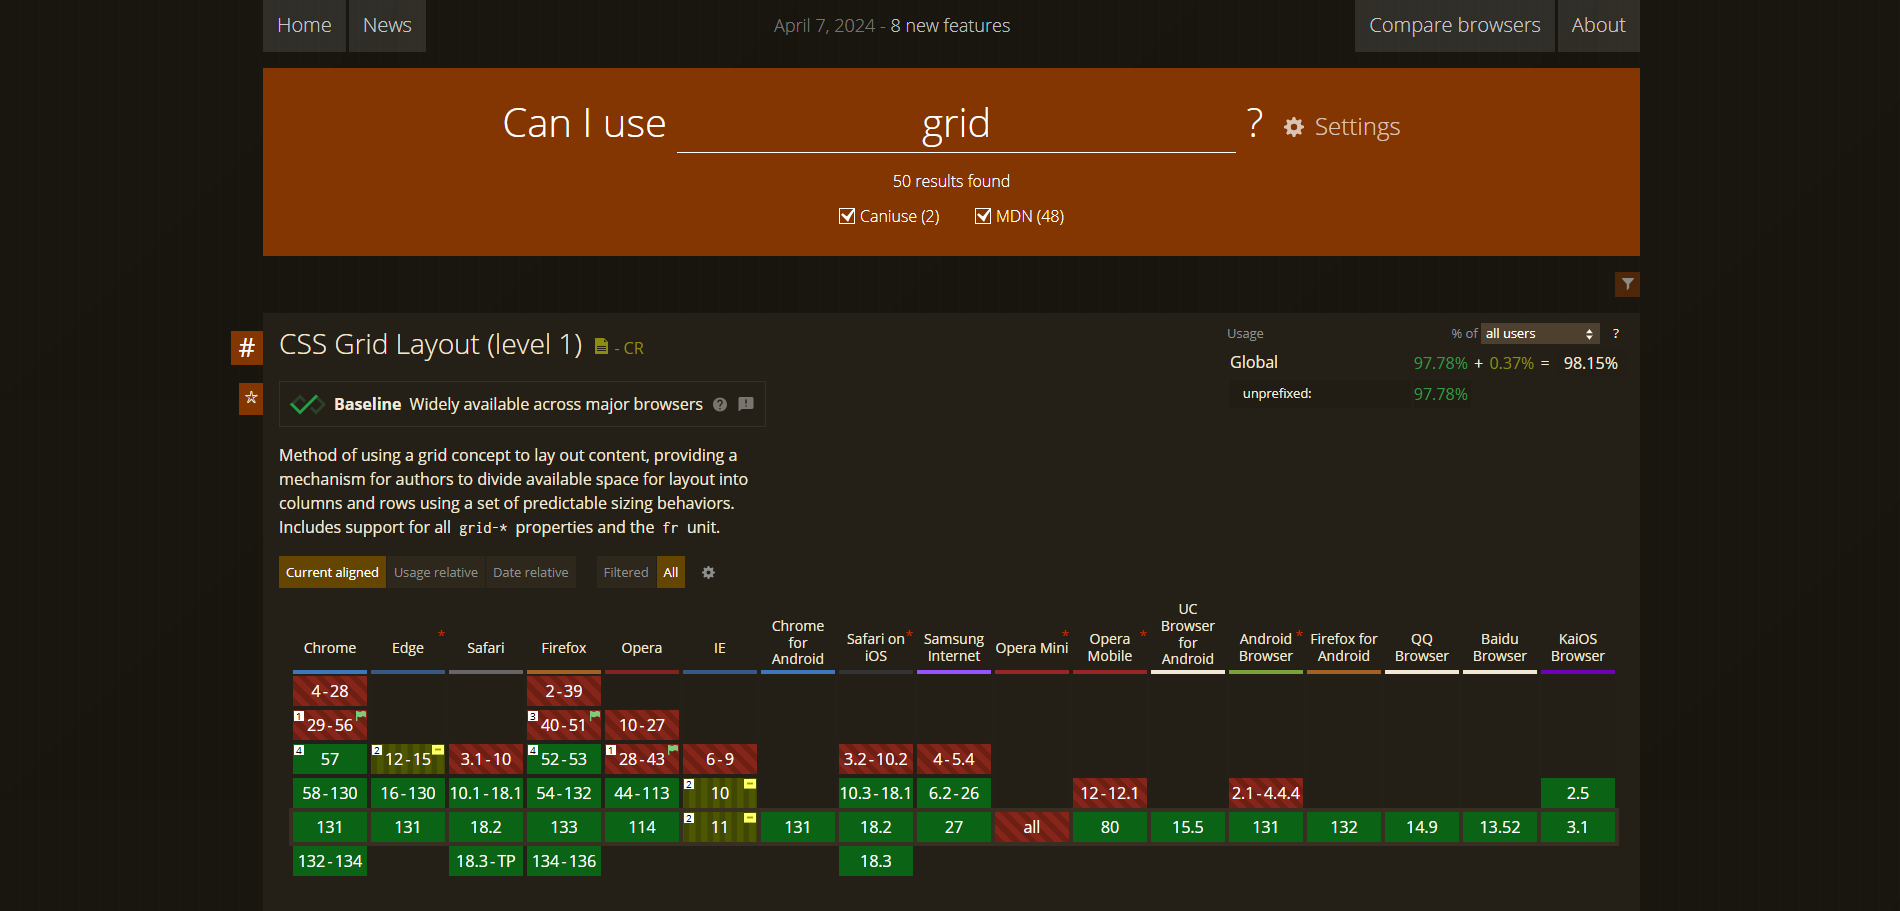 Home News April 7, 2024 - 8 new features Compare browsers About
Can I use grid ? Settings
50 results found
Caniuse (2) MDN (48)
# CSS Grid Layout (level 1) - CR
Usage % of all users ?
Global 97.78% + 0.37% = 98.15%
unprefixed: 97.78%
Baseline Widely available across major browsers
Method of using a grid concept to lay out content, providing a
mechanism for authors to divide available space for layout into
columns and rows using a set of predictable sizing behaviors.
Includes support for all grid-* properties and the fr unit.
Current aligned Usage relative Date relative Filtered All
Chrome
Edge *
Safari
Firefox
Opera
IE
Chrome
for
Android
Safari on *
iOS
Samsung
Internet
Opera Mini *
Opera *
Mobile
UC
Browser
for
Android
Android *
Browser
Firefox for
Android
QQ
Browser
Baidu
Browser
KaiOS
Browser
4-28 2-39
1 29-56 3 40-51 10-27
4 57 2 12-15 3.1-10 4 52-53 1 28-43 6-9 3.2-10.2 4-5.4
58-130 16-130 10.1-18.1 54-132 44-113 2 10 10.3-18.1 6.2-26 12-12.1 2.1-4.4.4 2.5
131 131 18.2 133 114 2 11 131 18.2 27 all 80 15.5 131 132 14.9 13.52 3.1
132-134 18.3-TP 134-136 18.3